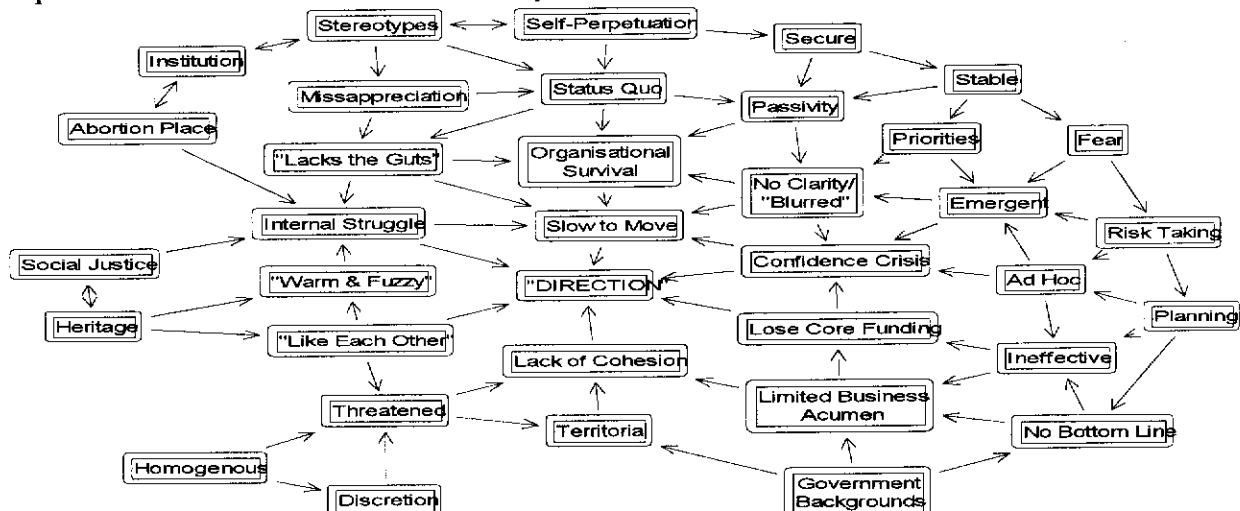 Stereotypes
Self-Perpetuation
Secure
Institution
Stable
Missappreciation
Status Quo
Passivity
Abortion Place
Priorities
Fear
"Lacks the Guts"
Organisational
Survival
No Clarity/
"Blurred"
Emergent
Internal Struggle
Slow to Move
Risk Taking
Social Justice
"Warm & Fuzzy"
"DIRECTION"
Confidence Crisis
Ad Hoc
Heritage
"Like Each Other"
Lose Core Funding
Planning
Lack of Cohesion
Ineffective
Threatened
Territorial
Limited Business
Acumen
No Bottom Line
Homogenous
Discretion
Government
Backgrounds